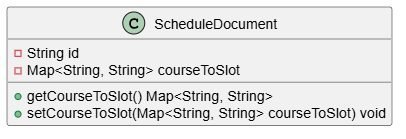 C ScheduleDocument
String id
Map<String, String> courseToSlot
getCourseToSlot() Map<String, String>
setCourseToSlot(Map<String, String> courseToSlot) void